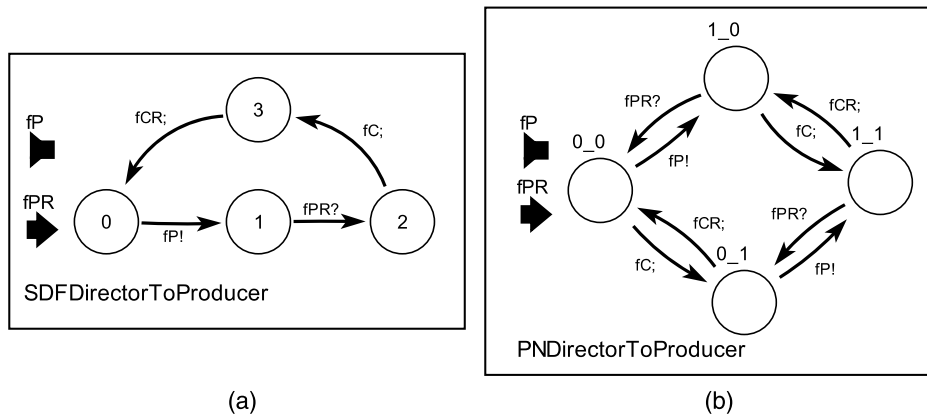 1_0
3
fP
fCR;
fC;
fPR?
fCR;
fP
fC;
1_1
0_0
fP!
fPR
fPR
0
1
2
fPR?
fP!
fPR?
fCR;
0_1
fC;
fP!
SDFDirectorToProducer
PNDirectorToProducer
(a)
(b)